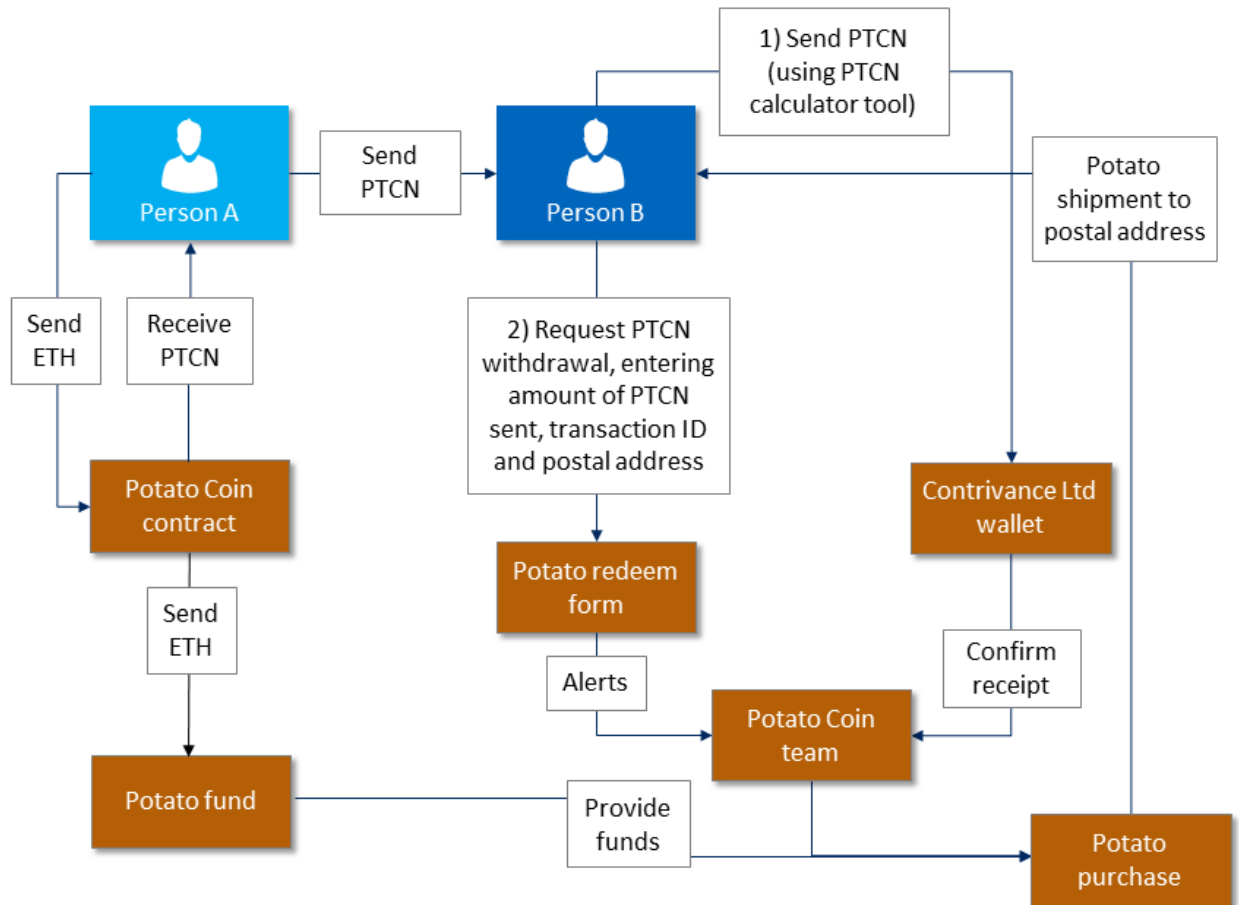 1) Send PTCN
(using PTCN
calculator tool)
Person A
Send
PTCN
Person B
Potato
shipment to
postal address
Send
ETH
Receive
PTCN
2) Request PTCN
withdrawal, entering
amount of PTCN
sent, transaction ID
and postal address
Potato Coin
contract
Contrivance Ltd
wallet
Potato redeem
form
Send
ETH
Alerts
Confirm
receipt
Potato Coin
team
Potato fund
Provide
funds
Potato
purchase